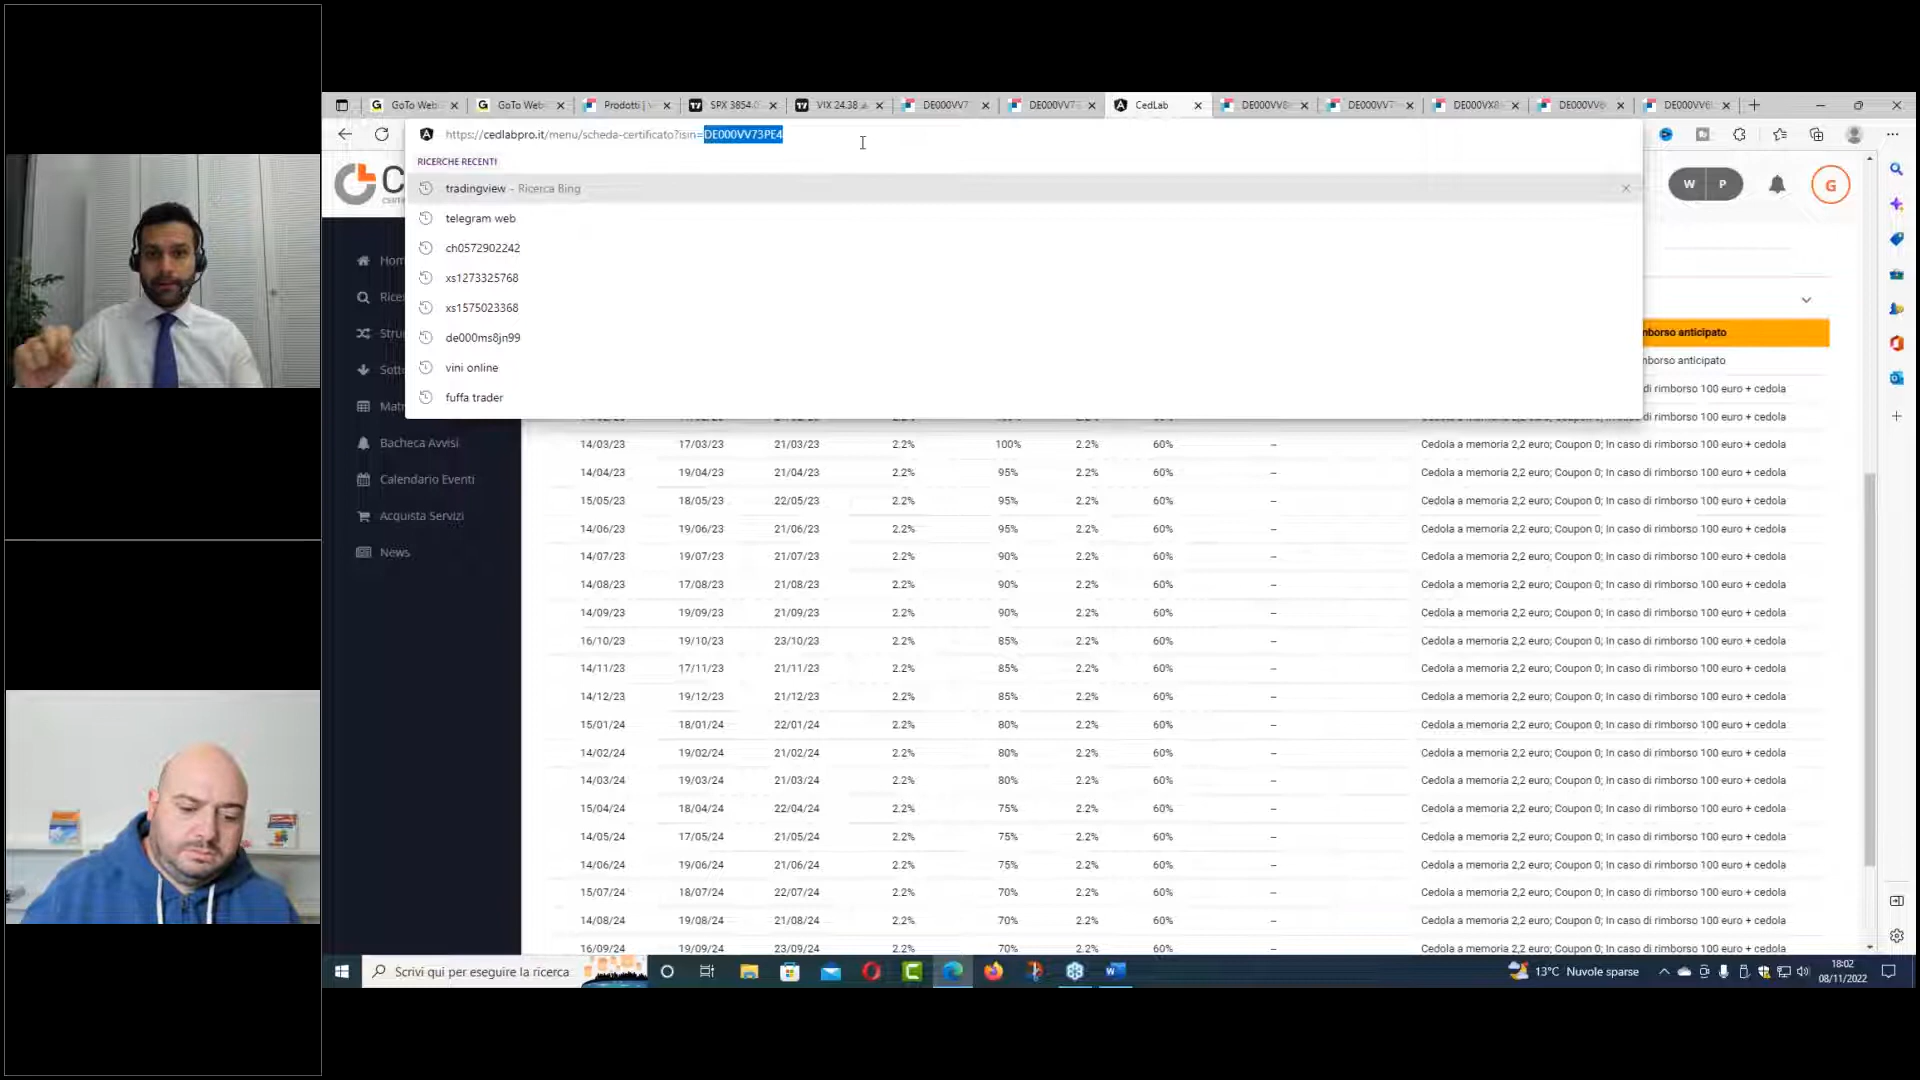 GoTo Web
GoTo Web
Prodotti | V
SPX 3854.0
VIX 24.38
DE000VV7
DE000VV7
CedLab
DE000VV8
DE000VV7
DE000VX8
DE000VV6
DE000VV6
https://cedlabpro.it/menu/scheda-certificato?isin=DE000VV73PE4
RICERCHE RECENTI
tradingview - Ricerca Bing
telegram web
ch0572902242
xs1273325768
xs1575023368
de000ms8jn99
vini online
fuffa trader
W P
G
Hom
Rice
Stru
Sotto
Matr
Bacheca Avvisi
Calendario Eventi
Acquista Servizi
News
mborso anticipato
mborso anticipato
di rimborso 100 euro + cedola
di rimborso 100 euro + cedola
14/03/23 17/03/23 21/03/23 2.2% 100% 2.2% 60% – Cedola a memoria 2,2 euro; Coupon 0; In caso di rimborso 100 euro + cedola
14/04/23 19/04/23 21/04/23 2.2% 95% 2.2% 60% – Cedola a memoria 2,2 euro; Coupon 0; In caso di rimborso 100 euro + cedola
15/05/23 18/05/23 22/05/23 2.2% 95% 2.2% 60% – Cedola a memoria 2,2 euro; Coupon 0; In caso di rimborso 100 euro + cedola
14/06/23 19/06/23 21/06/23 2.2% 95% 2.2% 60% – Cedola a memoria 2,2 euro; Coupon 0; In caso di rimborso 100 euro + cedola
14/07/23 19/07/23 21/07/23 2.2% 90% 2.2% 60% – Cedola a memoria 2,2 euro; Coupon 0; In caso di rimborso 100 euro + cedola
14/08/23 17/08/23 21/08/23 2.2% 90% 2.2% 60% – Cedola a memoria 2,2 euro; Coupon 0; In caso di rimborso 100 euro + cedola
14/09/23 19/09/23 21/09/23 2.2% 90% 2.2% 60% – Cedola a memoria 2,2 euro; Coupon 0; In caso di rimborso 100 euro + cedola
16/10/23 19/10/23 23/10/23 2.2% 85% 2.2% 60% – Cedola a memoria 2,2 euro; Coupon 0; In caso di rimborso 100 euro + cedola
14/11/23 17/11/23 21/11/23 2.2% 85% 2.2% 60% – Cedola a memoria 2,2 euro; Coupon 0; In caso di rimborso 100 euro + cedola
14/12/23 19/12/23 21/12/23 2.2% 85% 2.2% 60% – Cedola a memoria 2,2 euro; Coupon 0; In caso di rimborso 100 euro + cedola
15/01/24 18/01/24 22/01/24 2.2% 80% 2.2% 60% – Cedola a memoria 2,2 euro; Coupon 0; In caso di rimborso 100 euro + cedola
14/02/24 19/02/24 21/02/24 2.2% 80% 2.2% 60% – Cedola a memoria 2,2 euro; Coupon 0; In caso di rimborso 100 euro + cedola
14/03/24 19/03/24 21/03/24 2.2% 80% 2.2% 60% – Cedola a memoria 2,2 euro; Coupon 0; In caso di rimborso 100 euro + cedola
15/04/24 18/04/24 22/04/24 2.2% 75% 2.2% 60% – Cedola a memoria 2,2 euro; Coupon 0; In caso di rimborso 100 euro + cedola
14/05/24 17/05/24 21/05/24 2.2% 75% 2.2% 60% – Cedola a memoria 2,2 euro; Coupon 0; In caso di rimborso 100 euro + cedola
14/06/24 19/06/24 21/06/24 2.2% 75% 2.2% 60% – Cedola a memoria 2,2 euro; Coupon 0; In caso di rimborso 100 euro + cedola
15/07/24 18/07/24 22/07/24 2.2% 70% 2.2% 60% – Cedola a memoria 2,2 euro; Coupon 0; In caso di rimborso 100 euro + cedola
14/08/24 19/08/24 21/08/24 2.2% 70% 2.2% 60% – Cedola a memoria 2,2 euro; Coupon 0; In caso di rimborso 100 euro + cedola
16/09/24 19/09/24 23/09/24 2.2% 70% 2.2% 60% – Cedola a memoria 2,2 euro; Coupon 0; In caso di rimborso 100 euro + cedola
Scrivi qui per eseguire la ricerca
13°C Nuvole sparse
18:02
08/11/2022